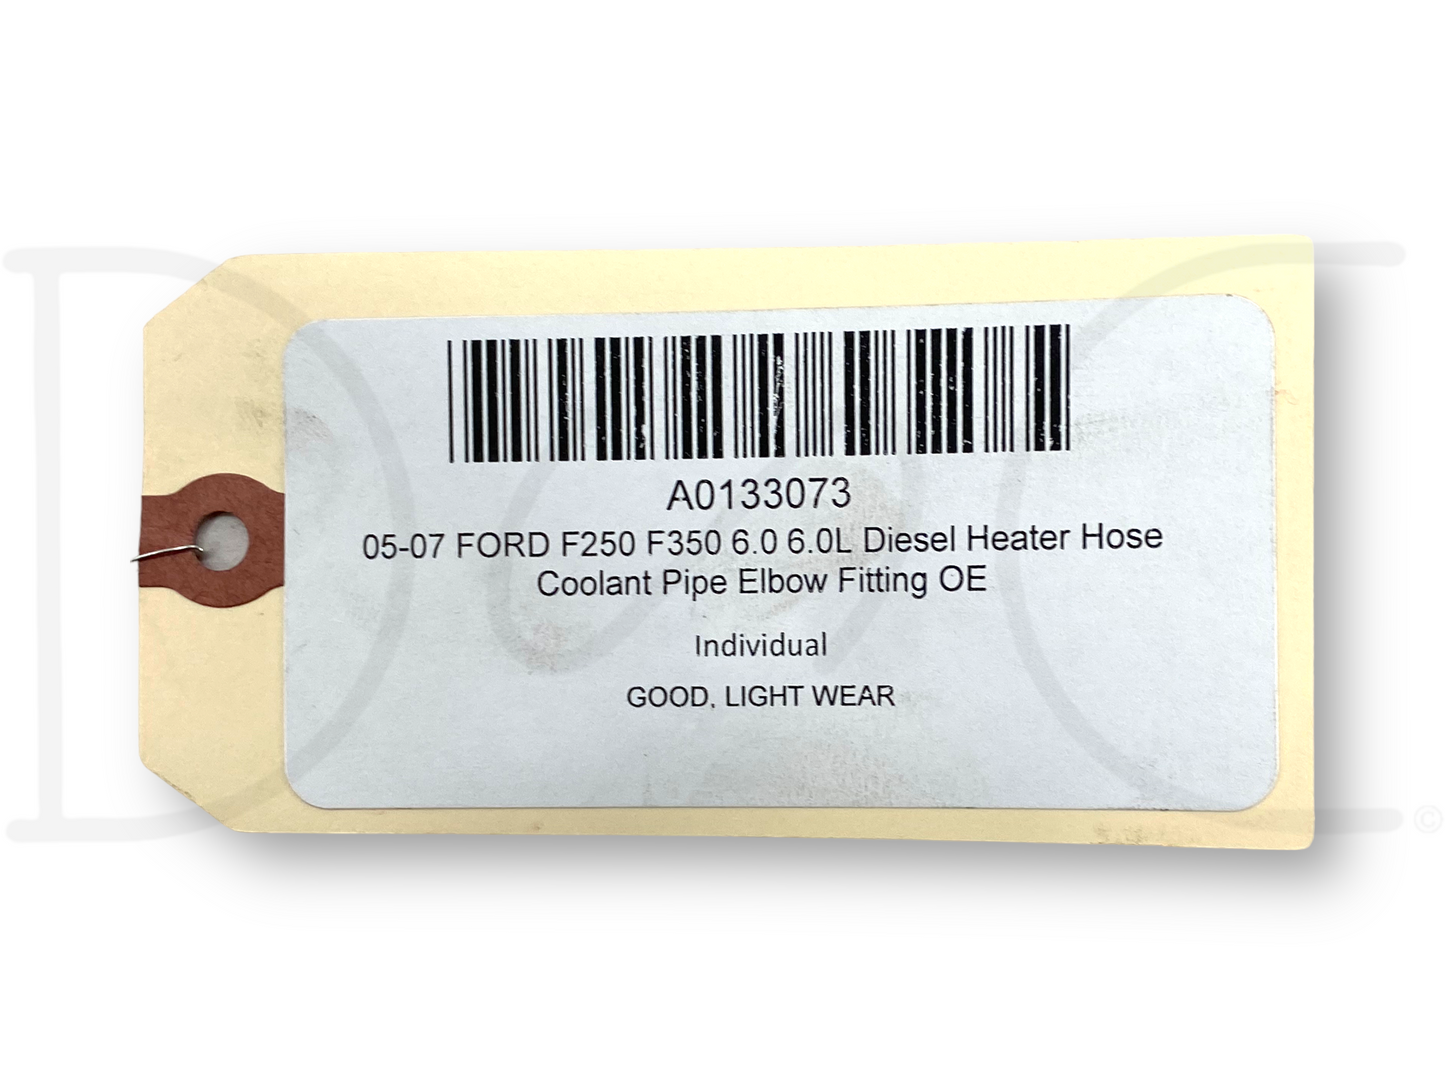 A0133073
05-07 FORD F250 F350 6.0 6.0L Diesel Heater Hose
Coolant Pipe Elbow Fitting OE
Individual
GOOD, LIGHT WEAR
©